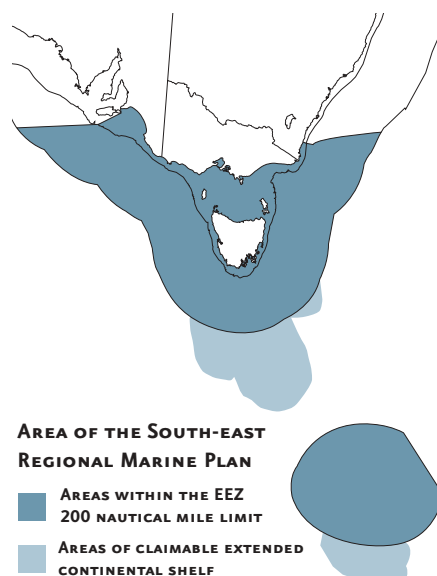 Area of the South-east
Regional Marine Plan
Areas within the EEZ
200 nautical mile limit
Areas of claimable extended
continental shelf